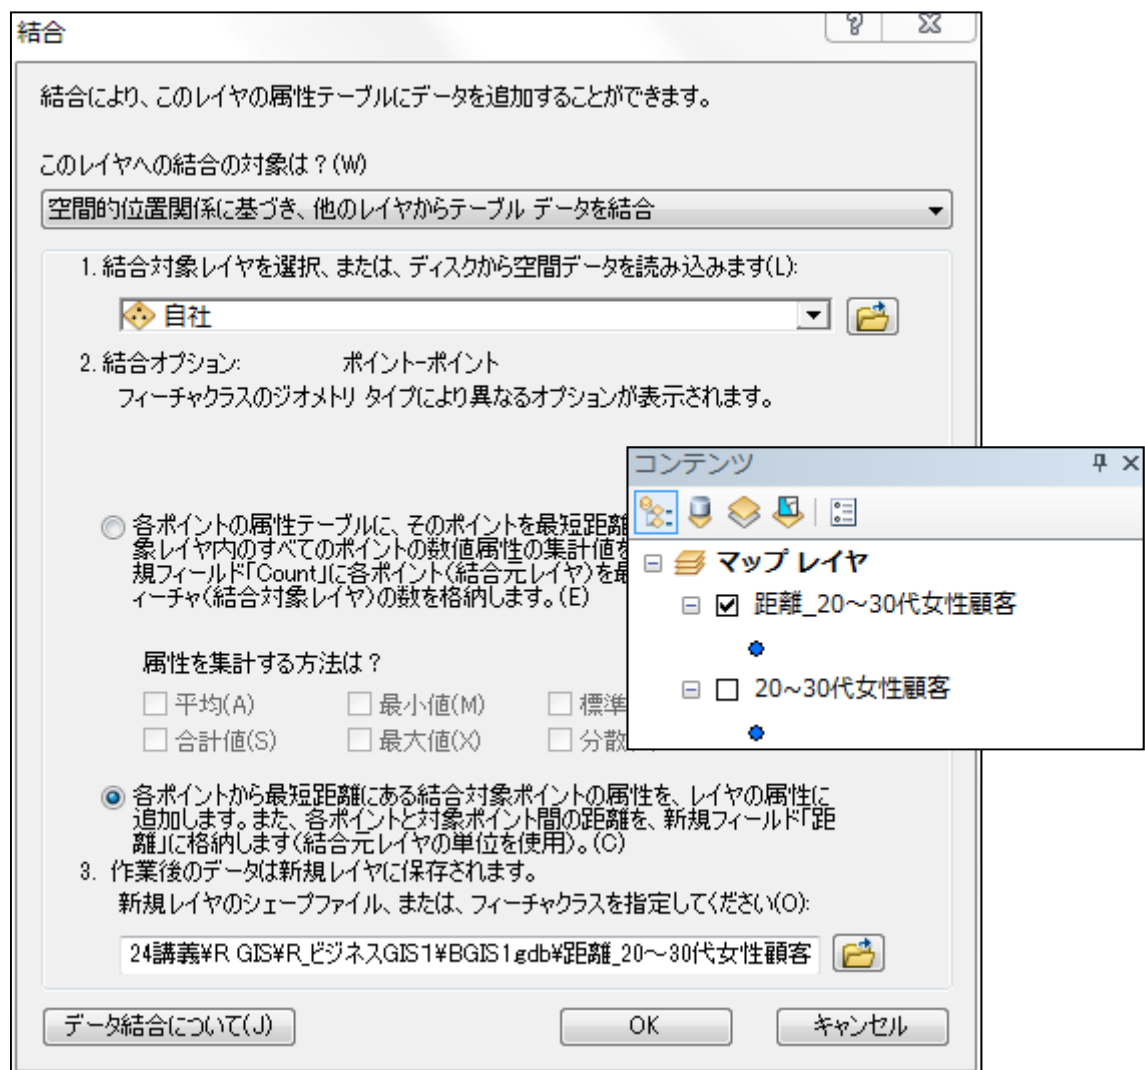 結合
結合により、このレイヤの属性テーブルにデータを追加することができます。
このレイヤへの結合の対象は？(W)
空間的位置関係に基づき、他のレイヤからテーブル データを結合
1. 結合対象レイヤを選択、または、ディスクから空間データを読み込みます(L):
自社
2. 結合オプション: ポイント-ポイント
フィーチャクラスのジオメトリ タイプにより異なるオプションが表示されます。
各ポイントの属性テーブルに、そのポイントを最短距離
象レイヤ内のすべてのポイントの数値属性の集計値を
規フィールド「Count」に各ポイント(結合元レイヤ)を最
ィーチャ(結合対象レイヤ)の数を格納します。(E)
属性を集計する方法は？
平均(A) 最小値(M) 標準
合計値(S) 最大値(X) 分散
各ポイントから最短距離にある結合対象ポイントの属性を、レイヤの属性に
追加します。また、各ポイントと対象ポイント間の距離を、新規フィールド「距
離」に格納します(結合元レイヤの単位を使用)。(C)
3. 作業後のデータは新規レイヤに保存されます。
新規レイヤのシェープファイル、または、フィーチャクラスを指定してください(O):
24講義¥R GIS¥R_ビジネスGIS1¥BGIS1.gdb¥距離_20～30代女性顧客
データ結合について(J) OK キャンセル
コンテンツ
マップ レイヤ
距離_20～30代女性顧客
20~30代女性顧客